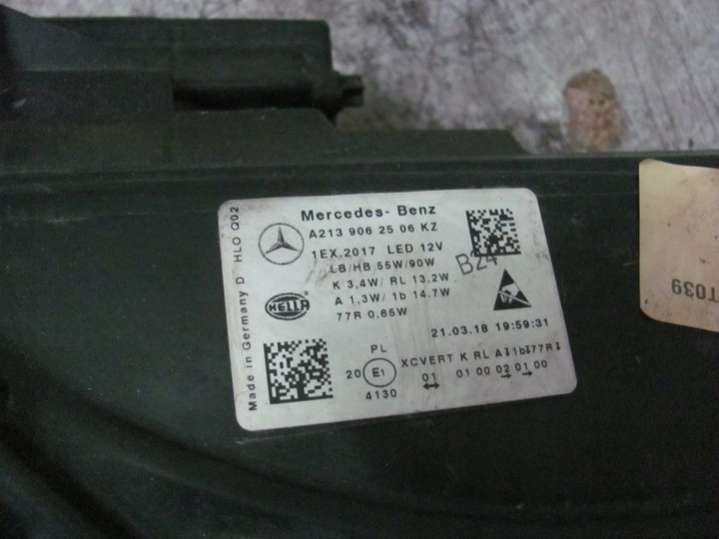 Mercedes- Benz
A213 906 25 06 KZ
1EX.2017 LED 12V
LB/HB 55W/90W
K 3,4W/ RL 13.2W
A 1,3W/ 1b 14.7W
77R 0,66W
HELLA
B24
21.03.18 19:59:31
Made in Germany D HLO Q02
PL
20 E1 XCVERT K RL A11b177R1
4130 01 01 00 02 01 00
T039